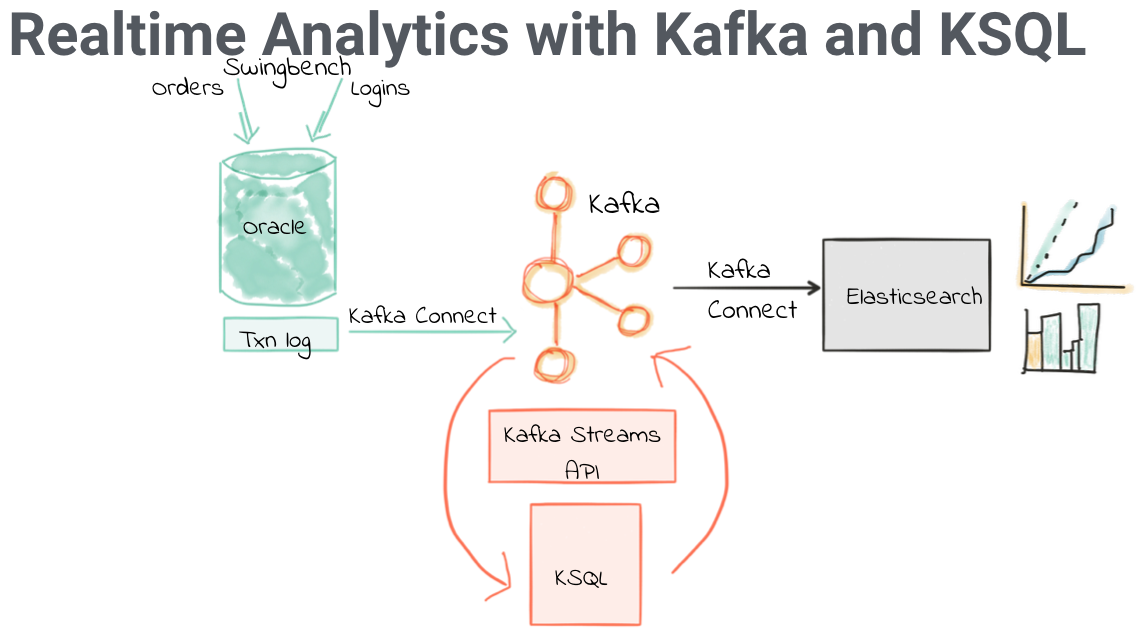 Realtime Analytics with Kafka and KSQL
Swingbench
Orders
Logins
Oracle
Txn log
Kafka Connect
Kafka
Kafka
Connect
Elasticsearch
Kafka Streams
API
KSQL